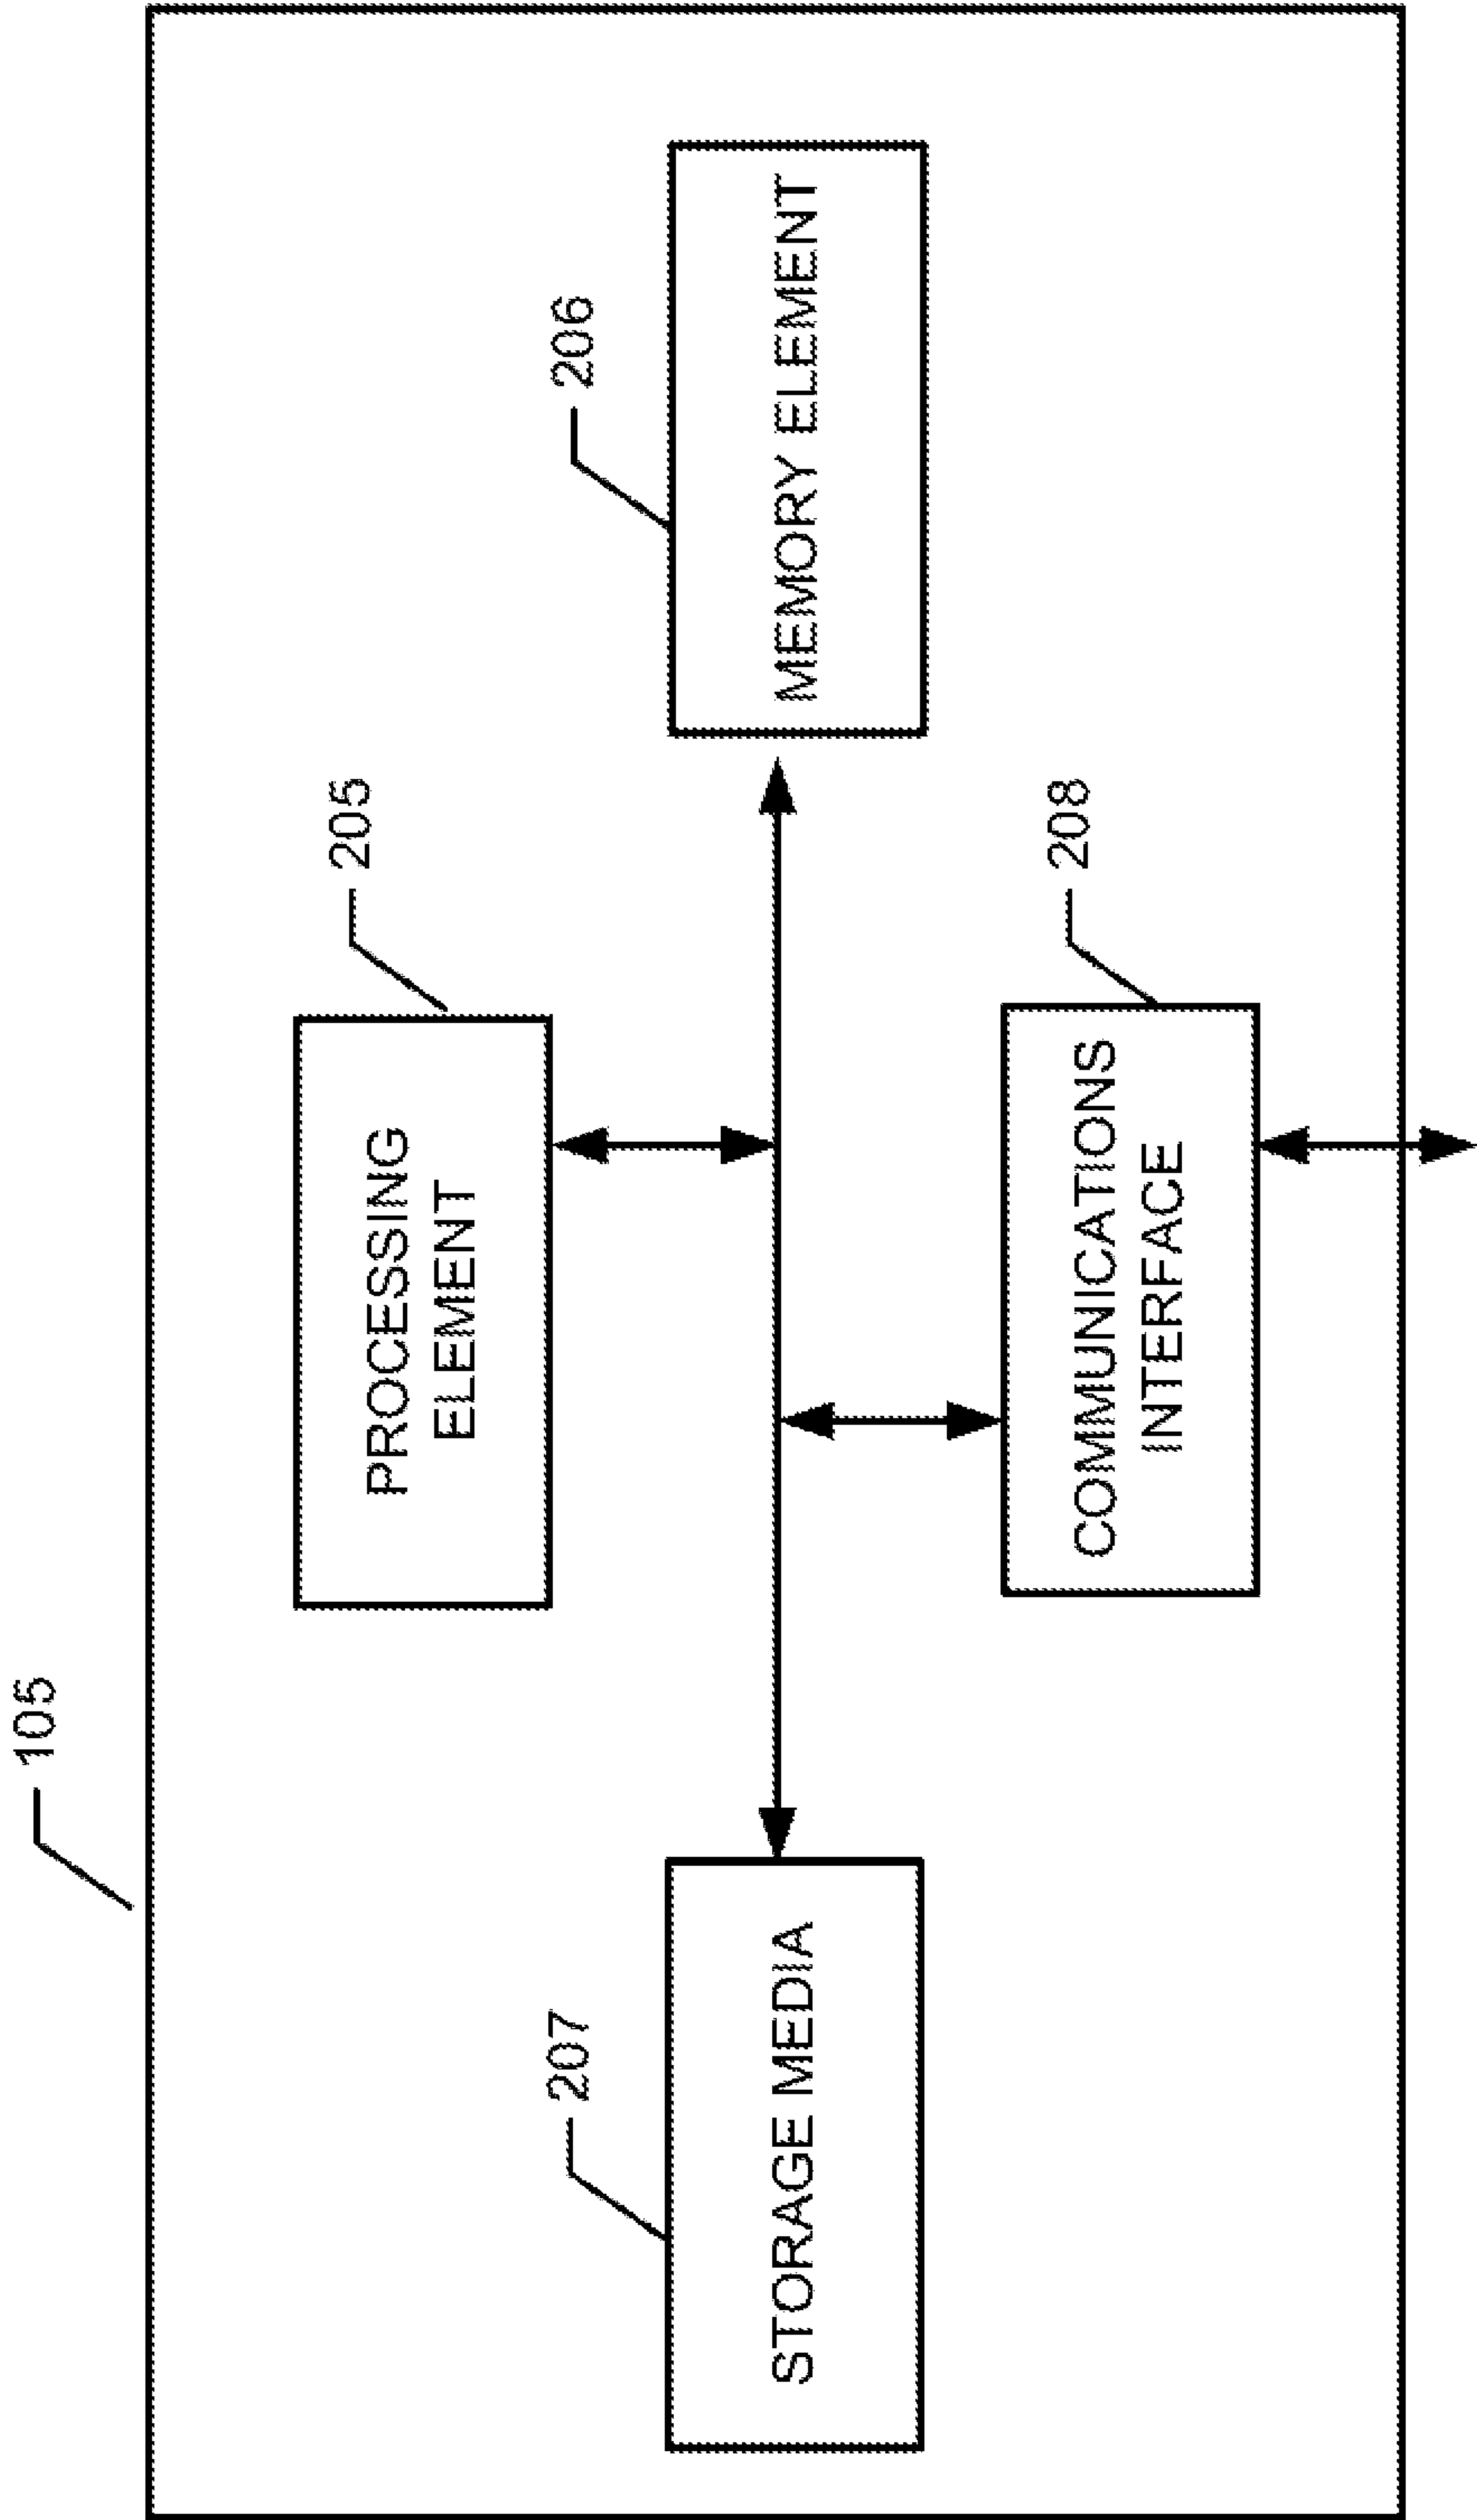 105
205
PROCESSING
ELEMENT
207
206
STORAGE MEDIA
MEMORY ELEMENT
208
COMMUNICATIONS
INTERFACE